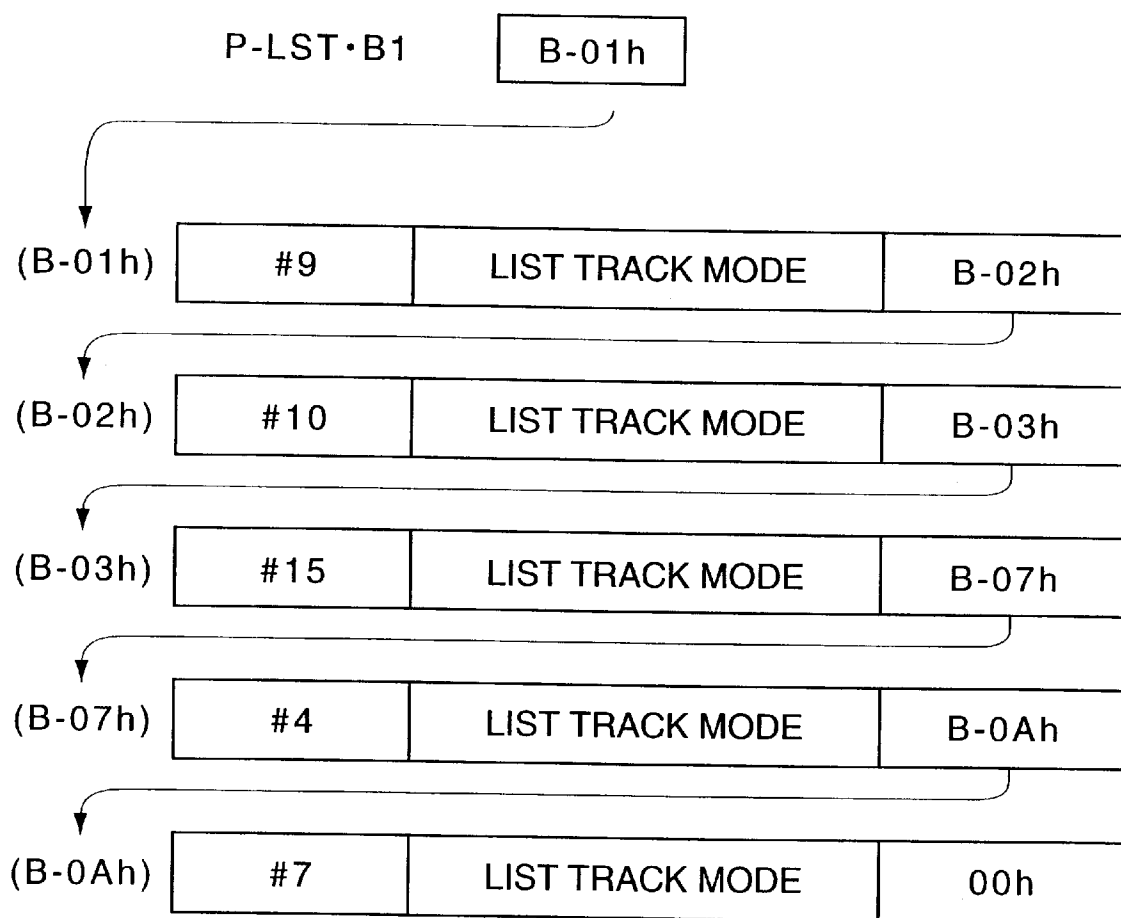 P-LST・B1 B-01h
(B-01h) #9 LIST TRACK MODE B-02h
(B-02h) #10 LIST TRACK MODE B-03h
(B-03h) #15 LIST TRACK MODE B-07h
(B-07h) #4 LIST TRACK MODE B-0Ah
(B-0Ah) #7 LIST TRACK MODE 00h